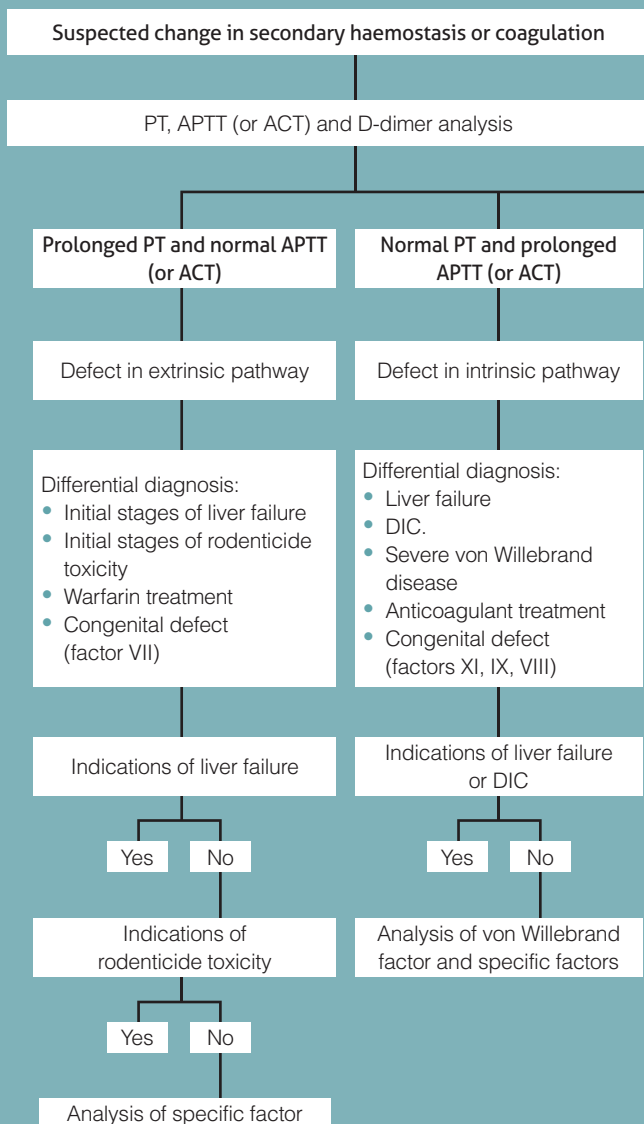 Suspected change in secondary haemostasis or coagulation
PT, APTT (or ACT) and D-dimer analysis
Prolonged PT and normal APTT
(or ACT)
Defect in extrinsic pathway
Differential diagnosis:
• Initial stages of liver failure
• Initial stages of rodenticide
toxicity
• Warfarin treatment
• Congenital defect
(factor VII)
Indications of liver failure
Yes
No
Indications of
rodenticide toxicity
Yes
No
Analysis of specific factor
Normal PT and prolonged
APTT (or ACT)
Defect in intrinsic pathway
Differential diagnosis:
• Liver failure
• DIC.
• Severe von Willebrand
disease
• Anticoagulant treatment
• Congenital defect
(factors XI, IX, VIII)
Indications of liver failure
or DIC
Yes
No
Analysis of von Willebrand
factor and specific factors